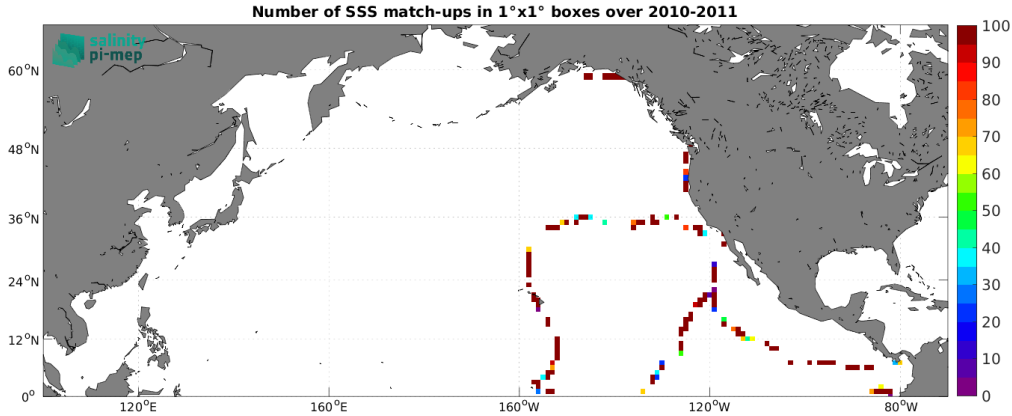 Number of SSS match-ups in 1°x1° boxes over 2010-2011
salinity
pi-mep
60°N
48°N
36°N
24°N
12°N
0°
120°E
160°E
160°W
120°W
80°W
100
90
80
70
60
50
40
30
20
10
0